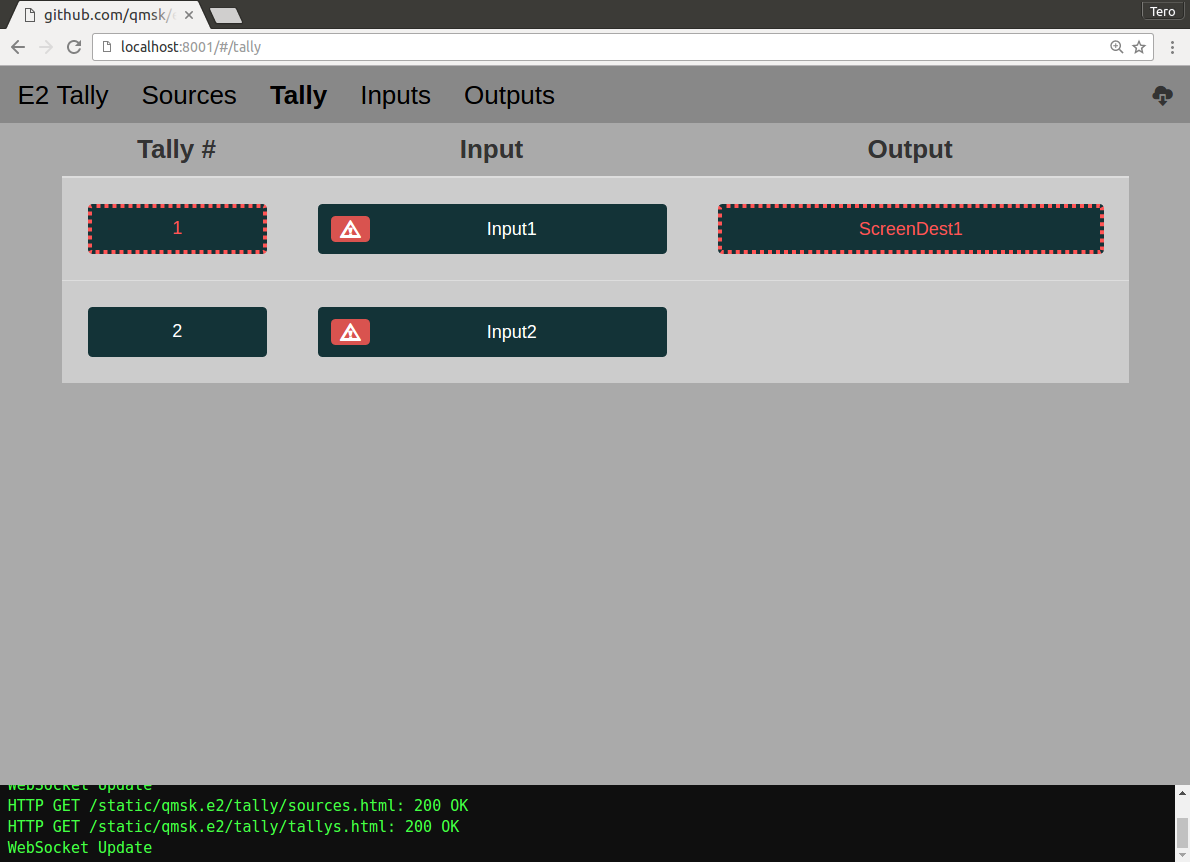 github.com/qmsk/
Tero
localhost:8001/#/tally
E2 Tally Sources Tally Inputs Outputs
Tally # Input Output
1 Input1 ScreenDest1
2 Input2
WebSocket Update
HTTP GET /static/qmsk.e2/tally/sources.html: 200 OK
HTTP GET /static/qmsk.e2/tally/tallys.html: 200 OK
WebSocket Update